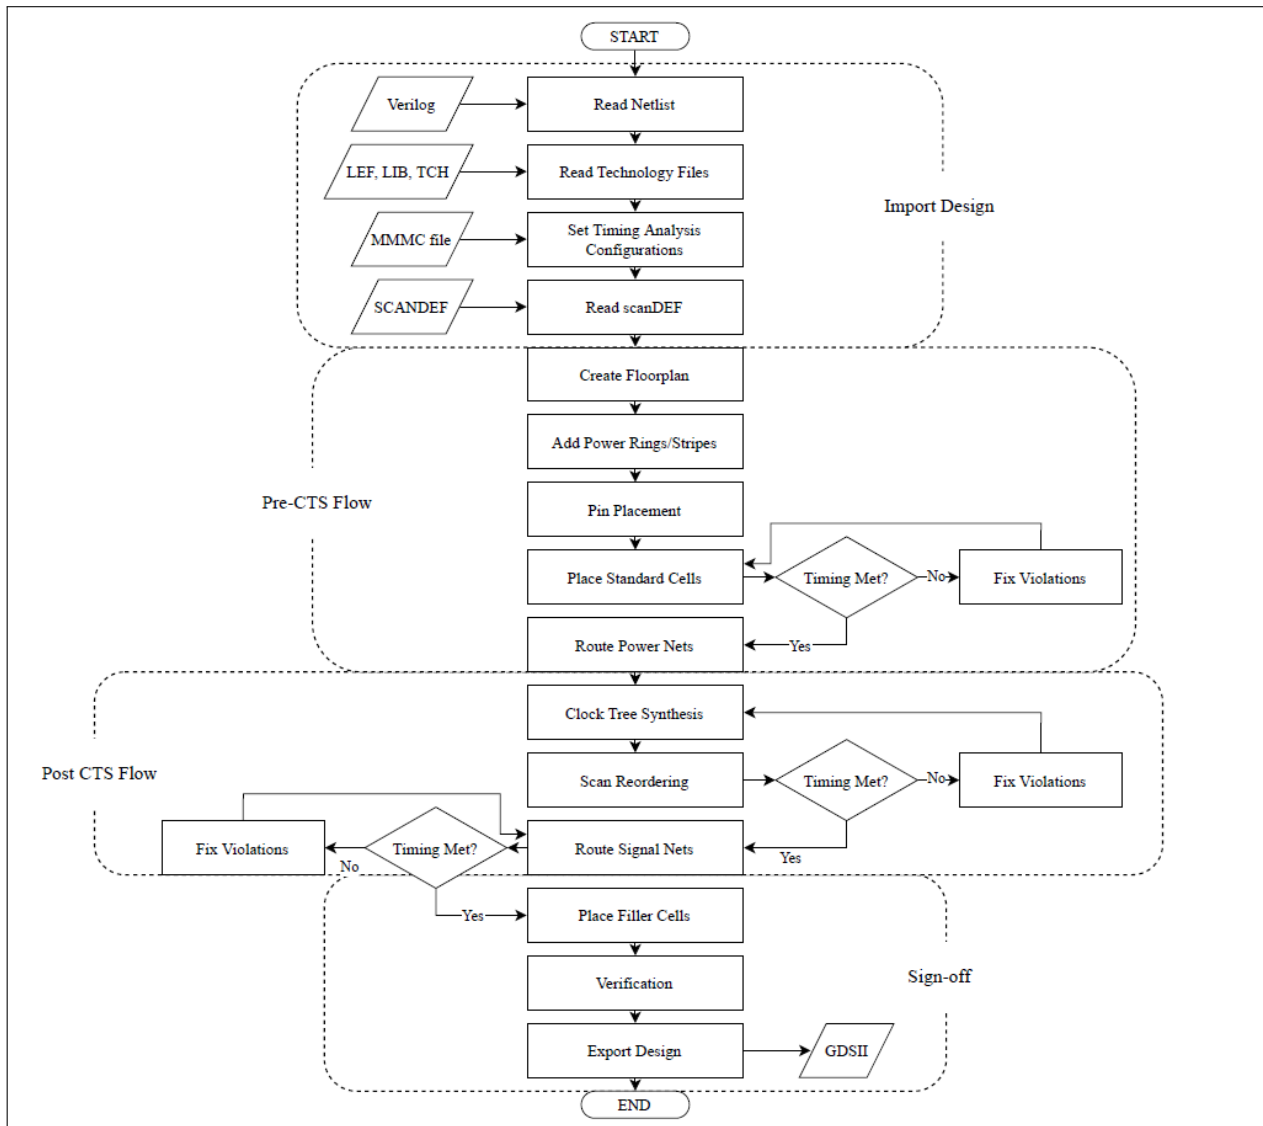 START
Verilog
Read Netlist
LEF, LIB, TCH
Read Technology Files
Import Design
MMMC file
Set Timing Analysis
Configurations
SCANDEF
Read scanDEF
Create Floorplan
Add Power Rings/Stripes
Pre-CTS Flow
Pin Placement
Place Standard Cells
Timing Met?
No
Fix Violations
Route Power Nets
Yes
Clock Tree Synthesis
Post CTS Flow
Scan Reordering
Timing Met?
No
Fix Violations
Fix Violations
No
Timing Met?
Route Signal Nets
Yes
Yes
Place Filler Cells
Sign-off
Verification
Export Design
GDSII
END